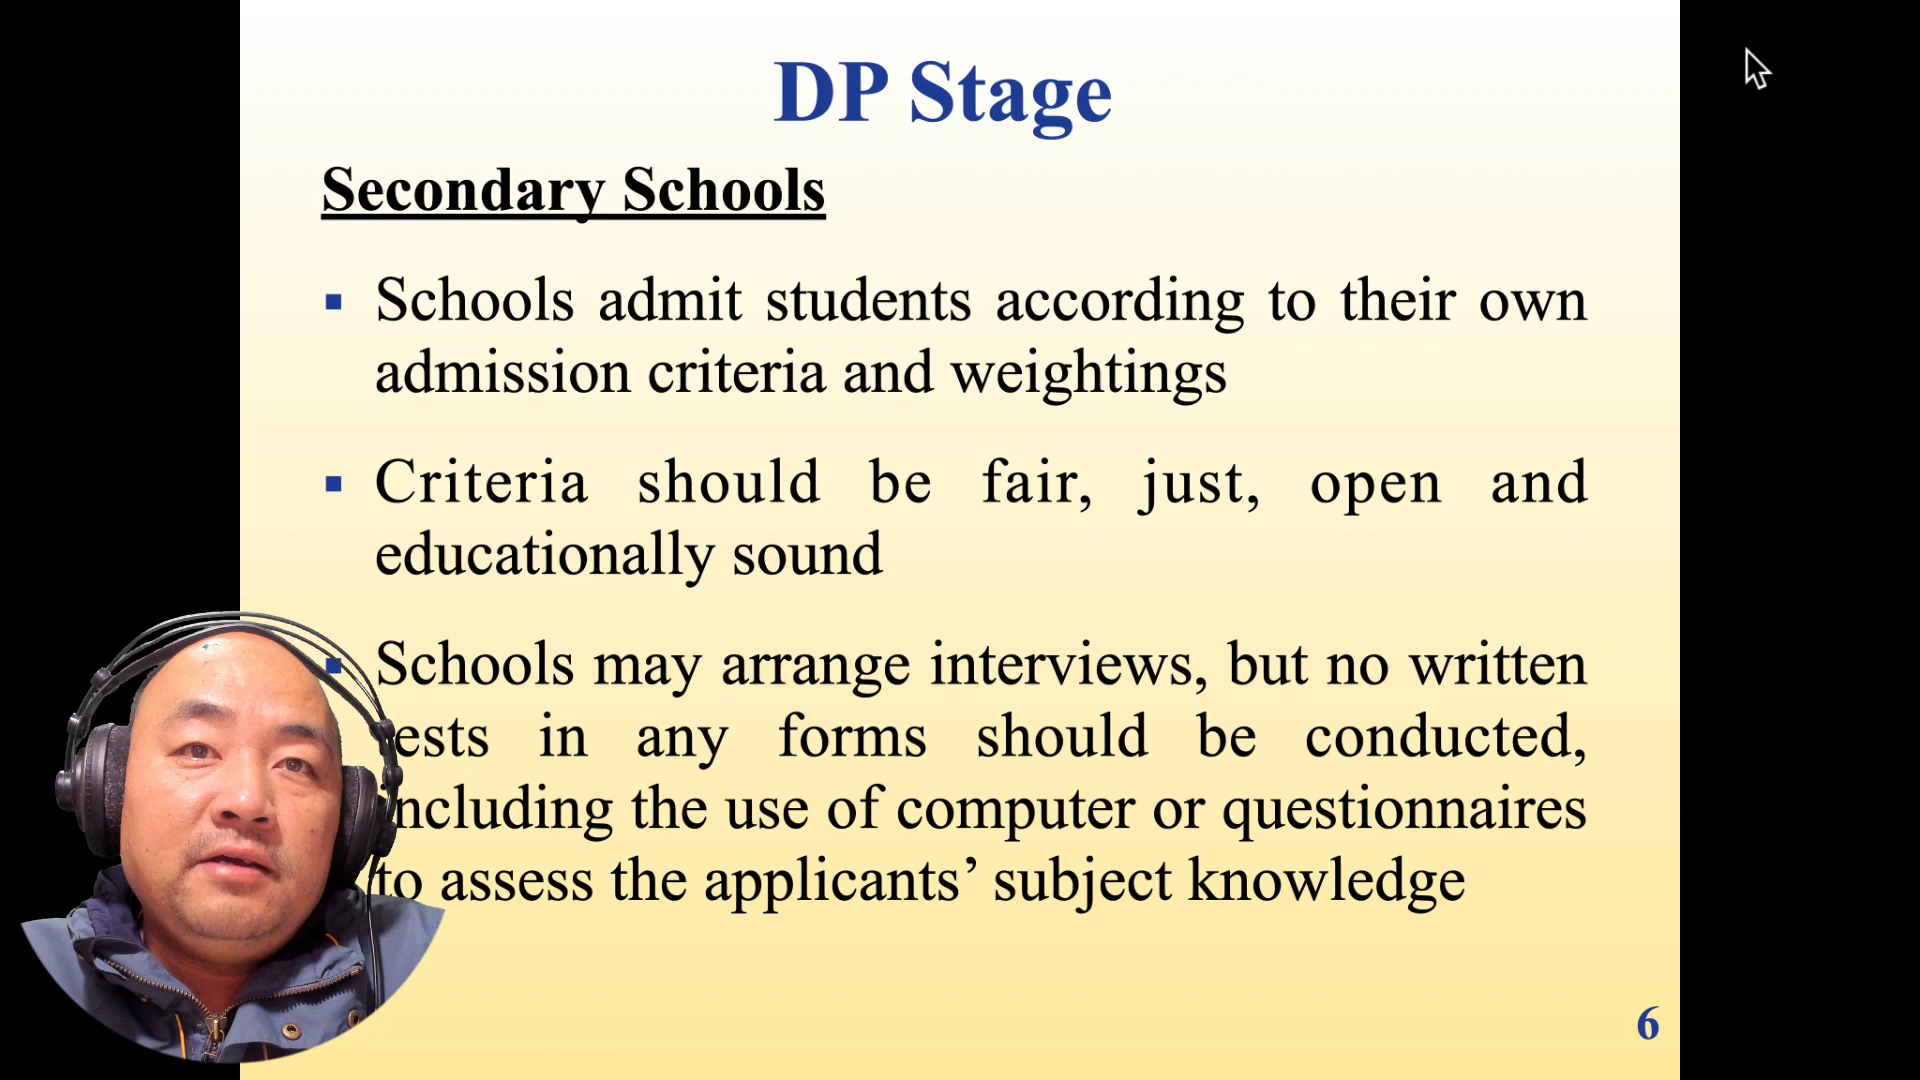 DP Stage
Secondary Schools
Schools admit students according to their own
admission criteria and weightings
Criteria should be fair, just, open and
educationally sound
Schools may arrange interviews, but no written
tests in any forms should be conducted,
including the use of computer or questionnaires
to assess the applicants’ subject knowledge
6